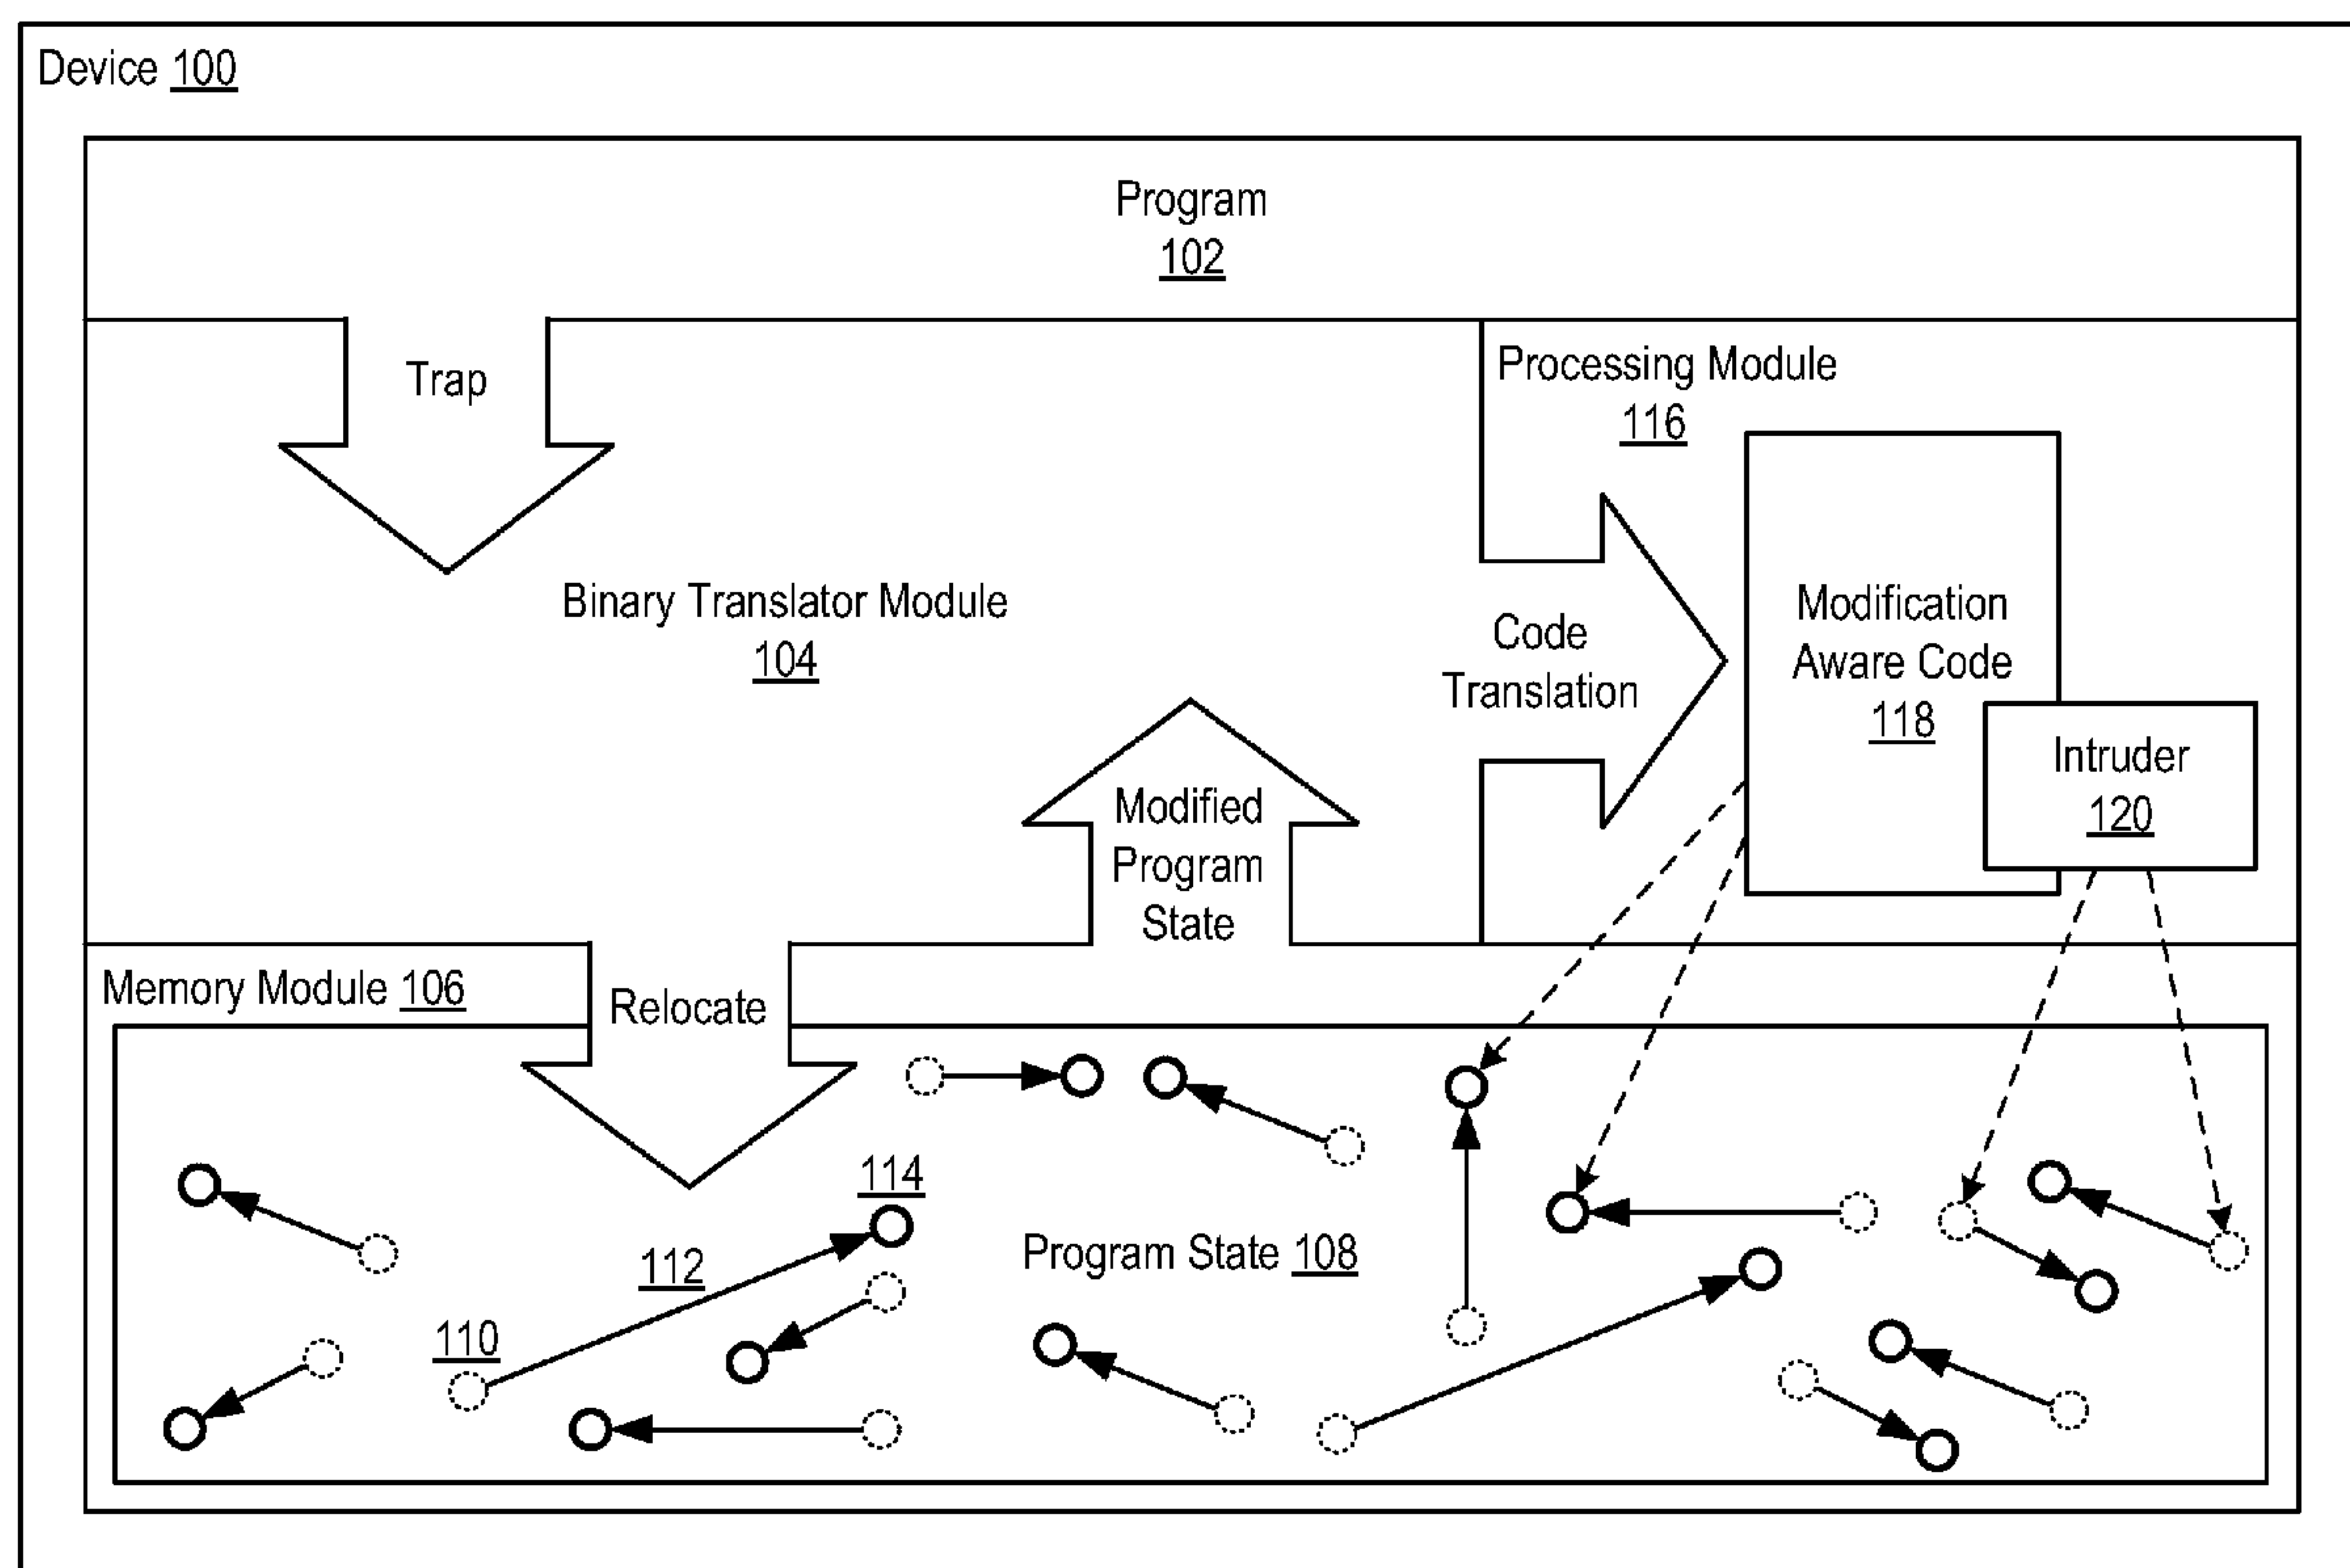 Device 100
Program
102
Trap
Processing Module
116
Binary Translator Module
104
Code
Translation
Modification
Aware Code
118
Intruder
120
Modified
Program
State
Memory Module 106
Relocate
114
112
Program State 108
110